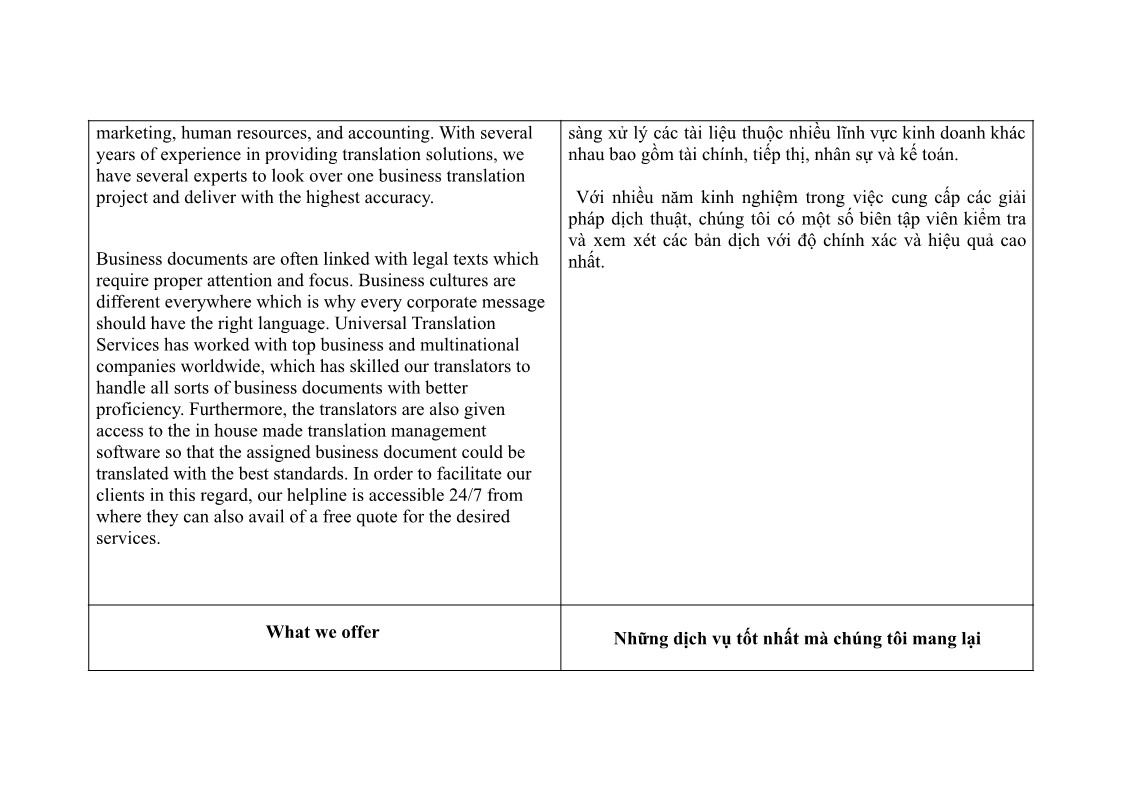 marketing, human resources, and accounting. With several
years of experience in providing translation solutions, we
have several experts to look over one business translation
project and deliver with the highest accuracy.
Business documents are often linked with legal texts which
require proper attention and focus. Business cultures are
different everywhere which is why every corporate message
should have the right language. Universal Translation
Services has worked with top business and multinational
companies worldwide, which has skilled our translators to
handle all sorts of business documents with better
proficiency. Furthermore, the translators are also given
access to the in house made translation management
software so that the assigned business document could be
translated with the best standards. In order to facilitate our
clients in this regard, our helpline is accessible 24/7 from
where they can also avail of a free quote for the desired
services.
sàng xử lý các tài liệu thuộc nhiều lĩnh vực kinh doanh khác
nhau bao gồm tài chính, tiếp thị, nhân sự và kế toán.
Với nhiều năm kinh nghiệm trong việc cung cấp các giải
pháp dịch thuật, chúng tôi có một số biên tập viên kiểm tra
và xem xét các bản dịch với độ chính xác và hiệu quả cao
nhất.
What we offer
Những dịch vụ tốt nhất mà chúng tôi mang lại